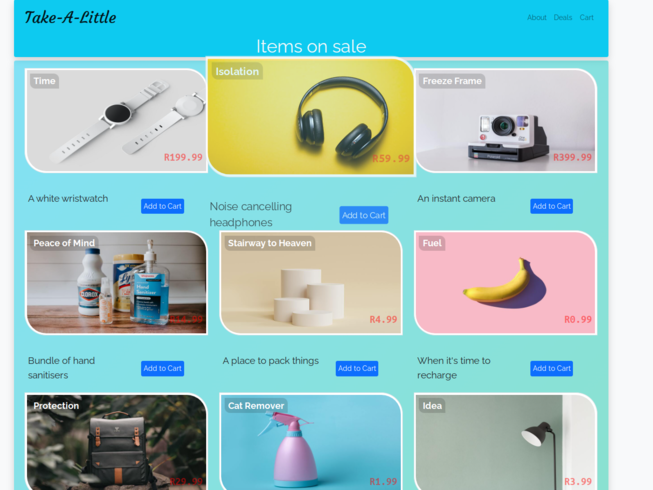 Take-A-Little
About Deals Cart
Items on sale
Time
R199.99
A white wristwatch
Add to Cart
Isolation
R59.99
Noise cancelling
headphones
Add to Cart
Freeze Frame
R399.99
An instant camera
Add to Cart
Peace of Mind
CLOROX
Hand
Sanitizer
Bundle of hand
sanitisers
Add to Cart
Stairway to Heaven
R4.99
A place to pack things
Add to Cart
Fuel
R0.99
When it's time to
recharge
Add to Cart
Protection
Cat Remover
R1.99
Idea
R3.99